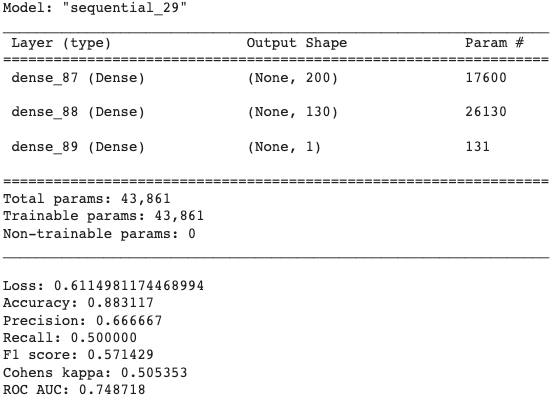 Model: "sequential_29"
Layer (type) Output Shape Param #
dense_87 (Dense) (None, 200) 17600
dense_88 (Dense) (None, 130) 26130
dense_89 (Dense) (None, 1) 131
Total params: 43,861
Trainable params: 43,861
Non-trainable params: 0
Loss: 0.6114981174468994
Accuracy: 0.883117
Precision: 0.666667
Recall: 0.500000
F1 score: 0.571429
Cohens kappa: 0.505353
ROC AUC: 0.748718